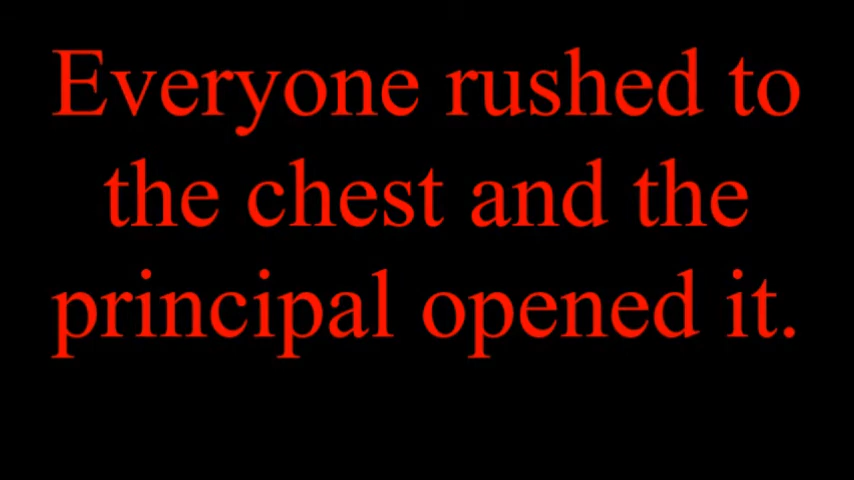 Everyone rushed to
the chest and the
principal opened it.